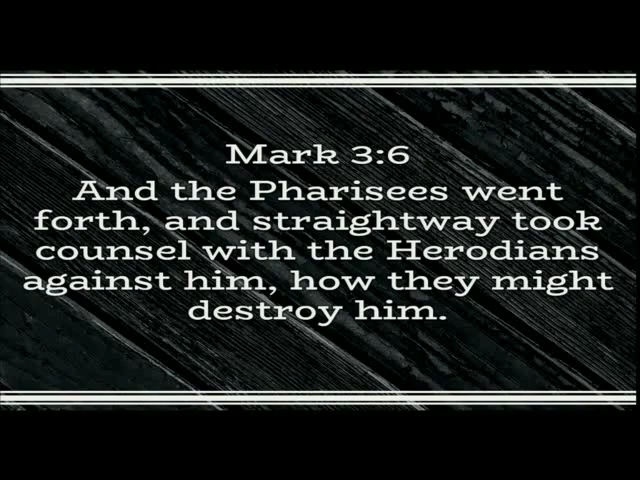 Mark 3:6
And the Pharisees went
forth, and straightway took
counsel with the Herodians
against him, how they might
destroy him.